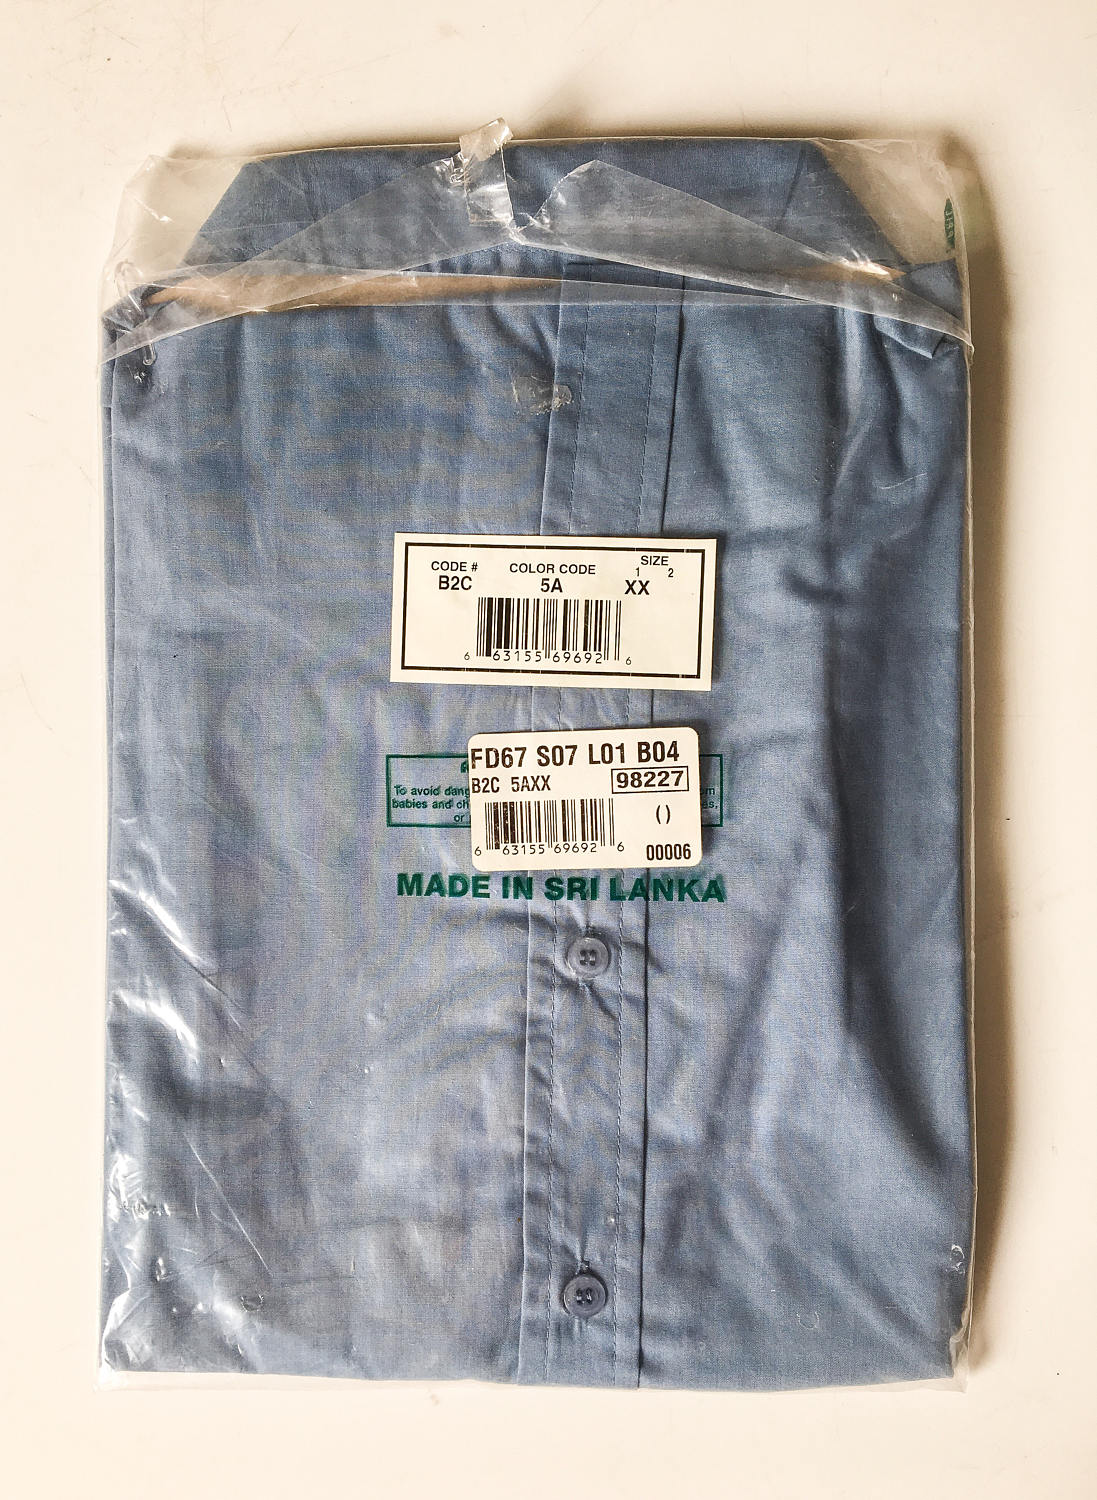 CODE # COLOR CODE SIZE
1 2
B2C 5A XX
6 63155 69692 6
FD67 S07 L01 B04
B2C 5AXX 98227
()
6 63155 69692 6
00006
To avoid
babies and
or
MADE IN SRI LANKA